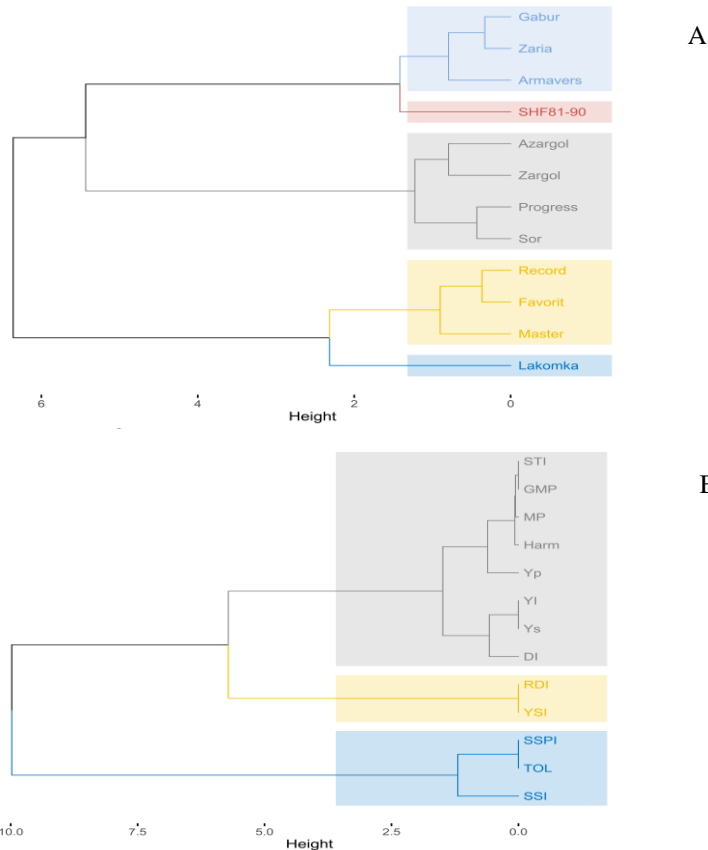 Gabur
A
Zaria
Armavers
SHF81-90
Azargol
Zargol
Progress
Sor
Record
Favorit
Master
Lakomka
6 4 2 0
Height
STI
GMP
MP
Harm
Yp
YI
Ys
DI
RDI
YSI
SSPI
TOL
SSI
10.0 7.5 5.0 2.5 0.0
Height